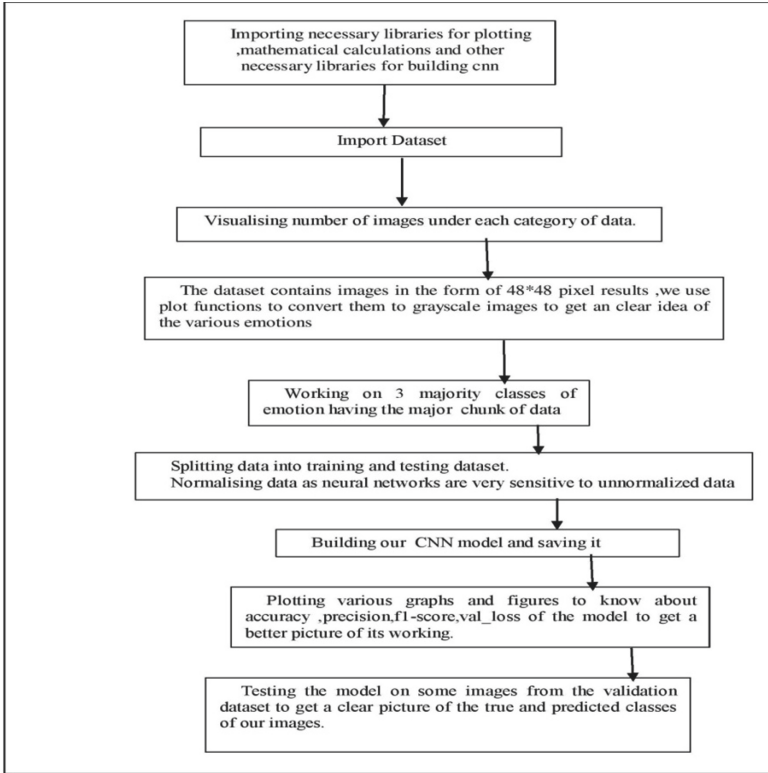 Importing necessary libraries for plotting
,mathematical calculations and other
necessary libraries for building cnn
Import Dataset
Visualising number of images under each category of data.
The dataset contains images in the form of 48*48 pixel results ,we use
plot functions to convert them to grayscale images to get an clear idea of
the various emotions
Working on 3 majority classes of
emotion having the major chunk of data
Splitting data into training and testing dataset.
Normalising data as neural networks are very sensitive to unnormalized data
Building our CNN model and saving it
Plotting various graphs and figures to know about
accuracy ,precision,f1-score,val_loss of the model to get a
better picture of its working.
Testing the model on some images from the validation
dataset to get a clear picture of the true and predicted classes
of our images.